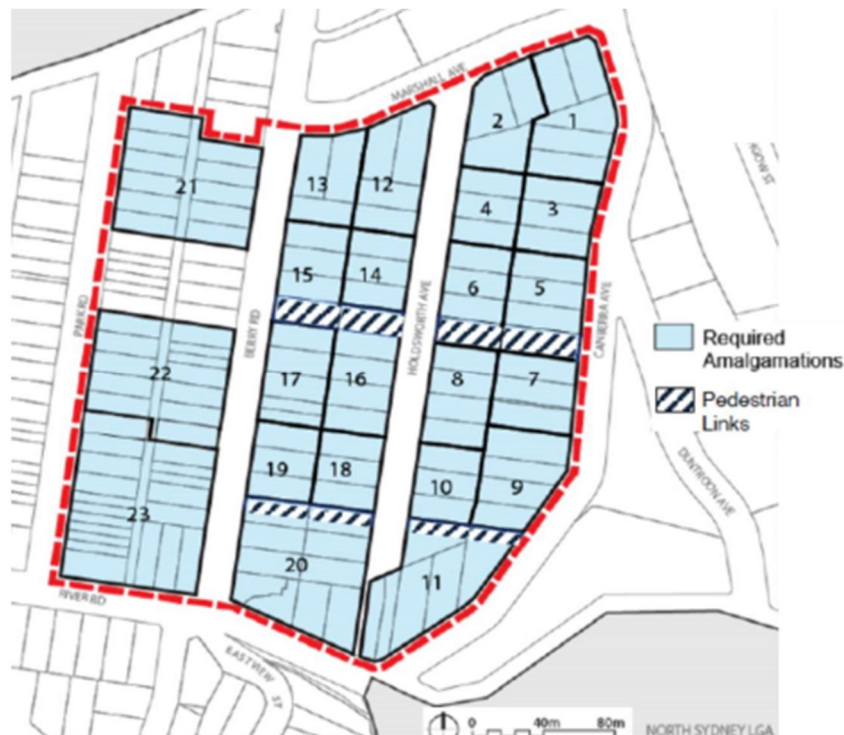 MARSHALL AVE
2
1
13
12
21
4
3
15
14
6
5
PARK RD
BERRY RD
HOLDSWORTH AVE
CANBERRA AVE
Required
Amalgamations
Pedestrian
Links
22
17
16
8
7
19
18
10
9
DUNTROON AVE
23
20
11
RIVER RD
EASTVIEW ST
0 40m 80m
NORTH SYDNEY LGA